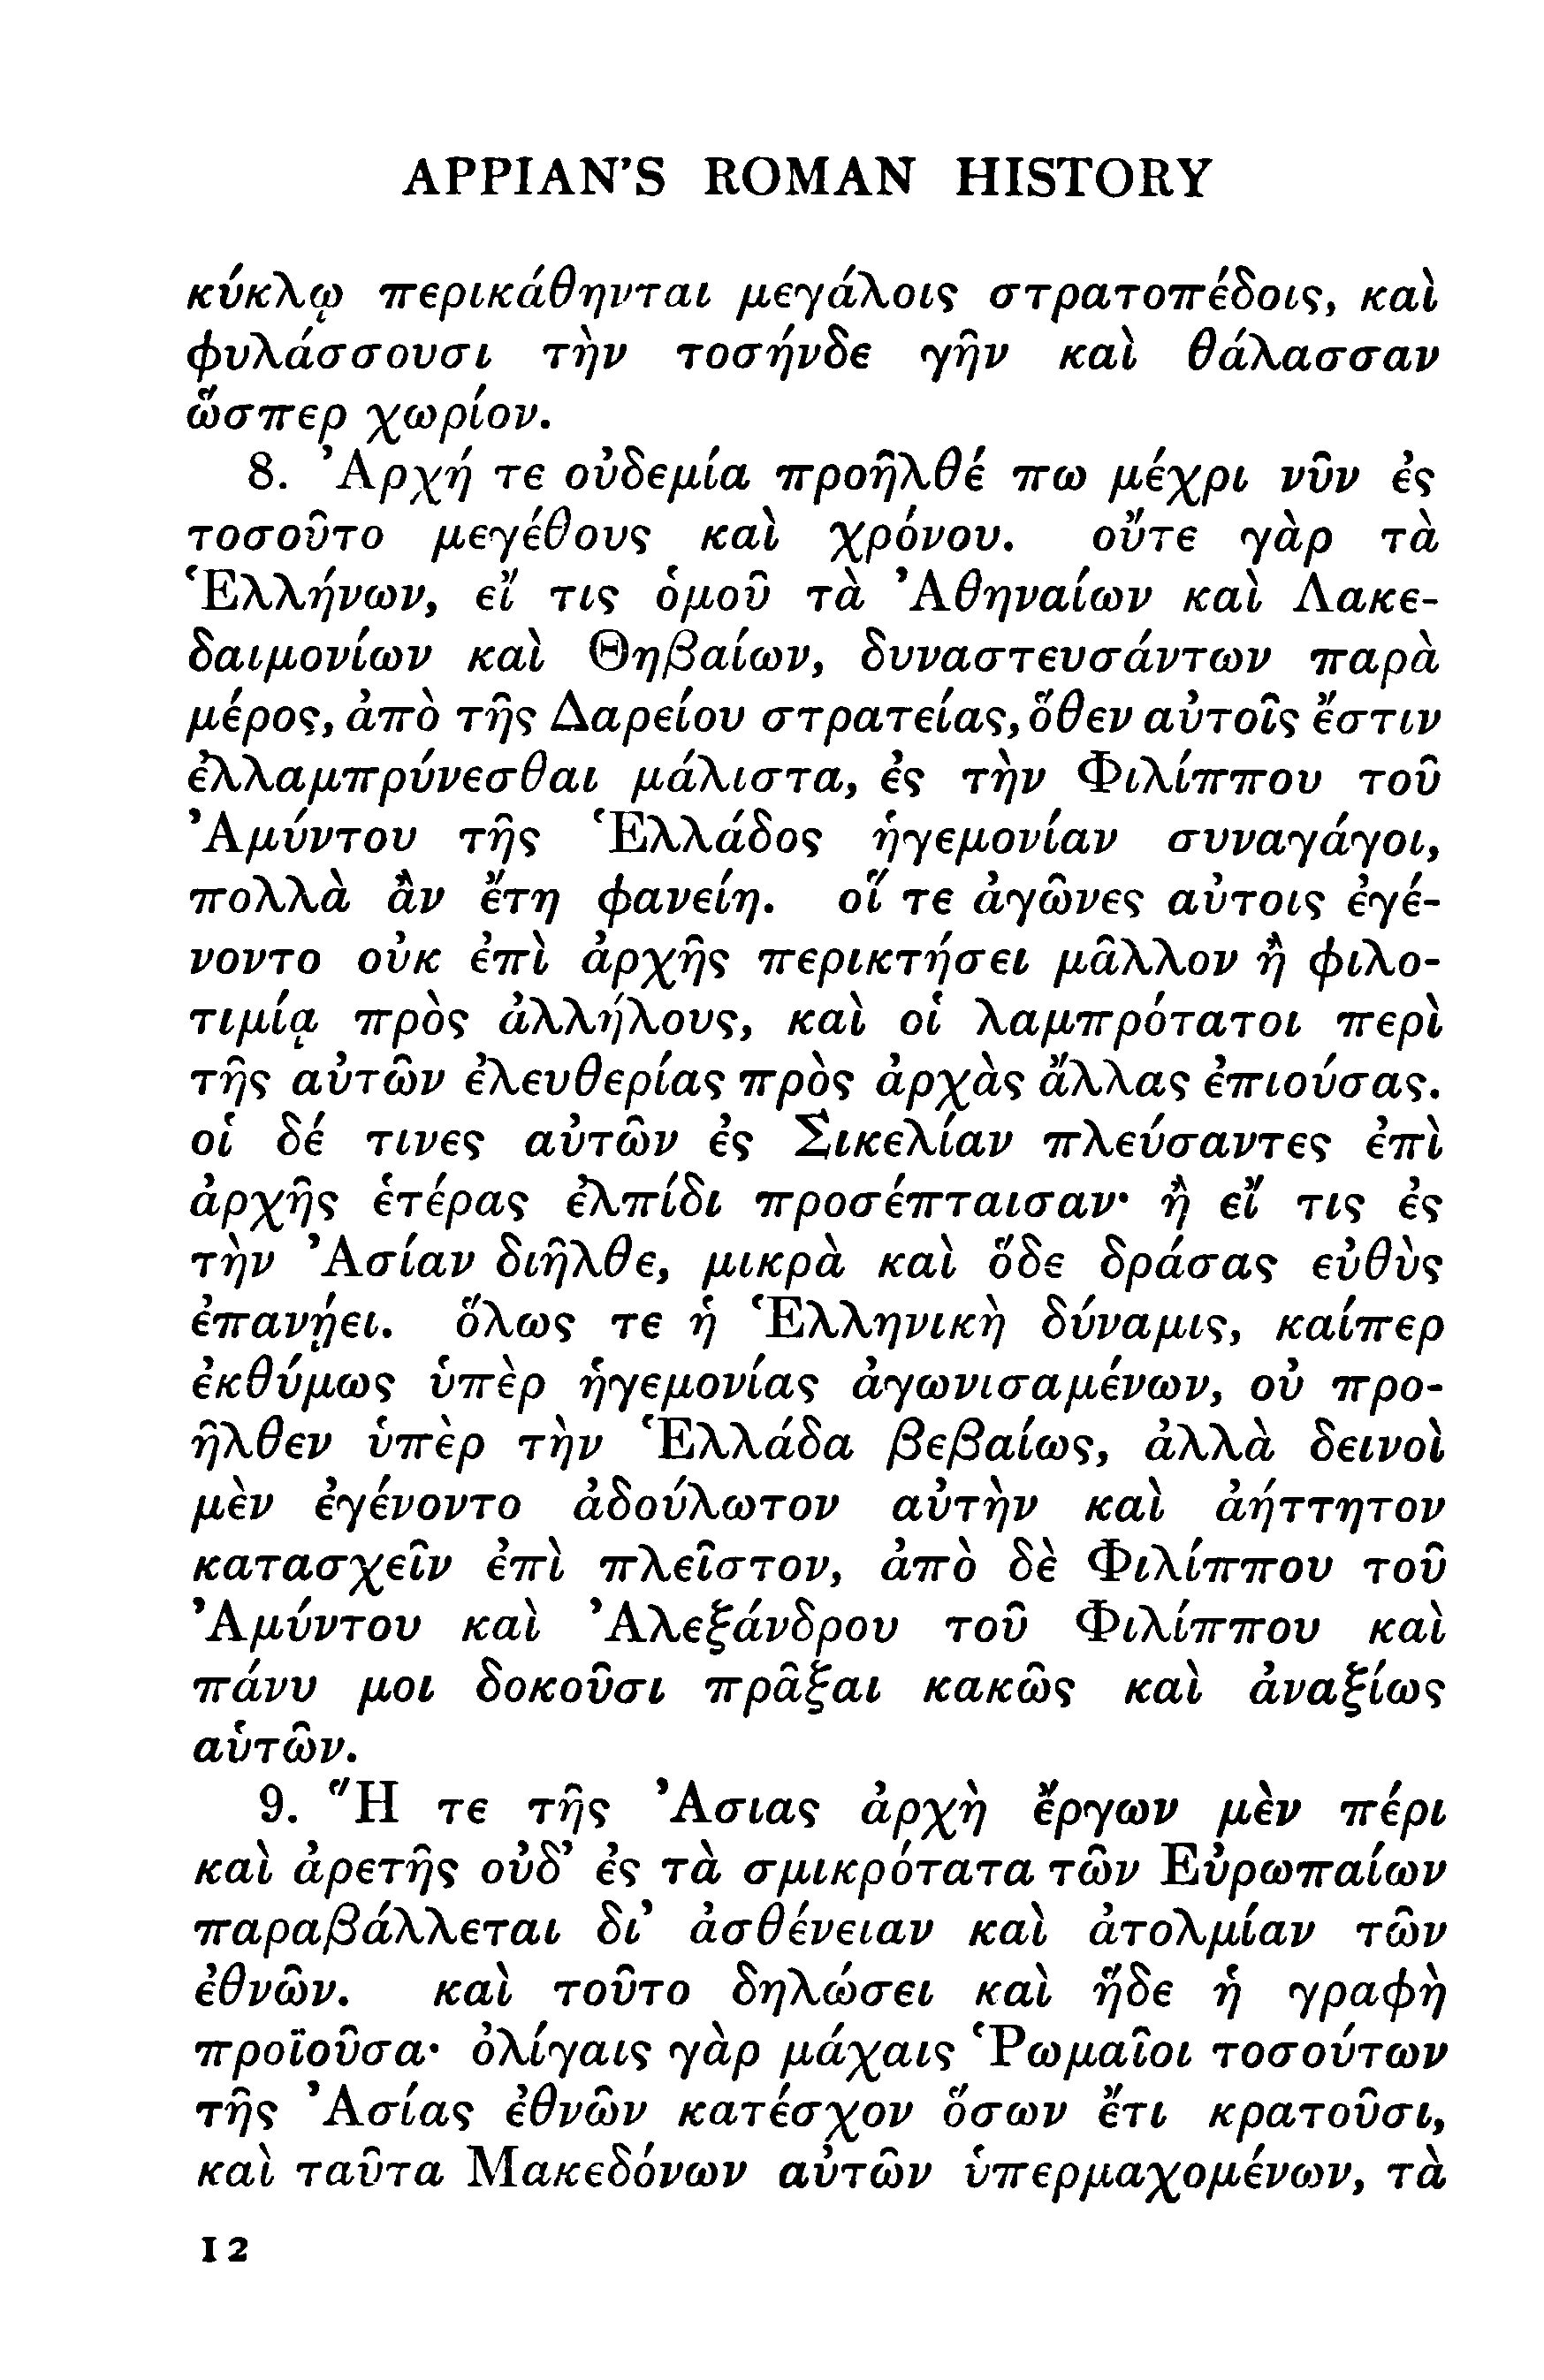 APPIAN'S ROMAN HISTORY
κύκλῳ περικάθηνται μεγάλοις στρατοπέδοις, καὶ
φυλάσσουσι τὴν τοσήνδε γῆν καὶ θάλασσαν
ὥσπερ χωρίον.
8. Ἀρχή τε οὐδεμία προῆλθέ πω μέχρι νῦν ἐς
τοσοῦτο μεγέθους καὶ χρόνου. οὔτε γὰρ τὰ
Ἑλλήνων, εἴ τις ὁμοῦ τὰ Ἀθηναίων καὶ Λακε-
δαιμονίων καὶ Θηβαίων, δυναστευσάντων παρὰ
μέρος, ἀπὸ τῆς Δαρείου στρατείας, ὅθεν αὐτοῖς ἔστιν
ἐλλαμπρύνεσθαι μάλιστα, ἐς τὴν Φιλίππου τοῦ
Ἀμύντου τῆς Ἑλλάδος ἡγεμονίαν συναγάγοι,
πολλὰ ἂν ἔτη φανείη. οἵ τε ἀγῶνες αὐτοις ἐγέ-
νοντο οὐκ ἐπὶ ἀρχῆς περικτήσει μᾶλλον ἢ φιλο-
τιμίᾳ πρὸς ἀλλήλους, καὶ οἱ λαμπρότατοι περὶ
τῆς αὐτῶν ἐλευθερίας πρὸς ἀρχὰς ἄλλας ἐπιούσας.
οἱ δέ τινες αὐτῶν ἐς Σικελίαν πλεύσαντες ἐπὶ
ἀρχῆς ἑτέρας ἐλπίδι προσέπταισαν· ἢ εἴ τις ἐς
τὴν Ἀσίαν διῆλθε, μικρὰ καὶ ὅδε δράσας εὐθὺς
ἐπανῄει. ὅλως τε ἡ Ἑλληνικὴ δύναμις, καίπερ
ἐκθύμως ὑπὲρ ἡγεμονίας ἀγωνισαμένων, οὐ προ-
ῆλθεν ὑπὲρ τὴν Ἑλλάδα βεβαίως, ἀλλὰ δεινοὶ
μὲν ἐγένοντο ἀδούλωτον αὐτὴν καὶ ἀήττητον
κατασχεῖν ἐπὶ πλεῖστον, ἀπὸ δὲ Φιλίππου τοῦ
Ἀμύντου καὶ Ἀλεξάνδρου τοῦ Φιλίππου καὶ
πάνυ μοι δοκοῦσι πρᾶξαι κακῶς καὶ ἀναξίως
αὑτῶν.
9. Ἥ τε τῆς Ἀσιας ἀρχὴ ἔργων μὲν πέρι
καὶ ἀρετῆς οὐδ’ ἐς τὰ σμικρότατα τῶν Εὐρωπαίων
παραβάλλεται δι’ ἀσθένειαν καὶ ἀτολμίαν τῶν
ἐθνῶν. καὶ τοῦτο δηλώσει καὶ ἥδε ἡ γραφὴ
προϊοῦσα· ὀλίγαις γὰρ μάχαις Ῥωμαῖοι τοσούτων
τῆς Ἀσίας ἐθνῶν κατέσχον ὅσων ἔτι κρατοῦσι,
καὶ ταῦτα Μακεδόνων αὐτῶν ὑπερμαχομένων, τὰ
12